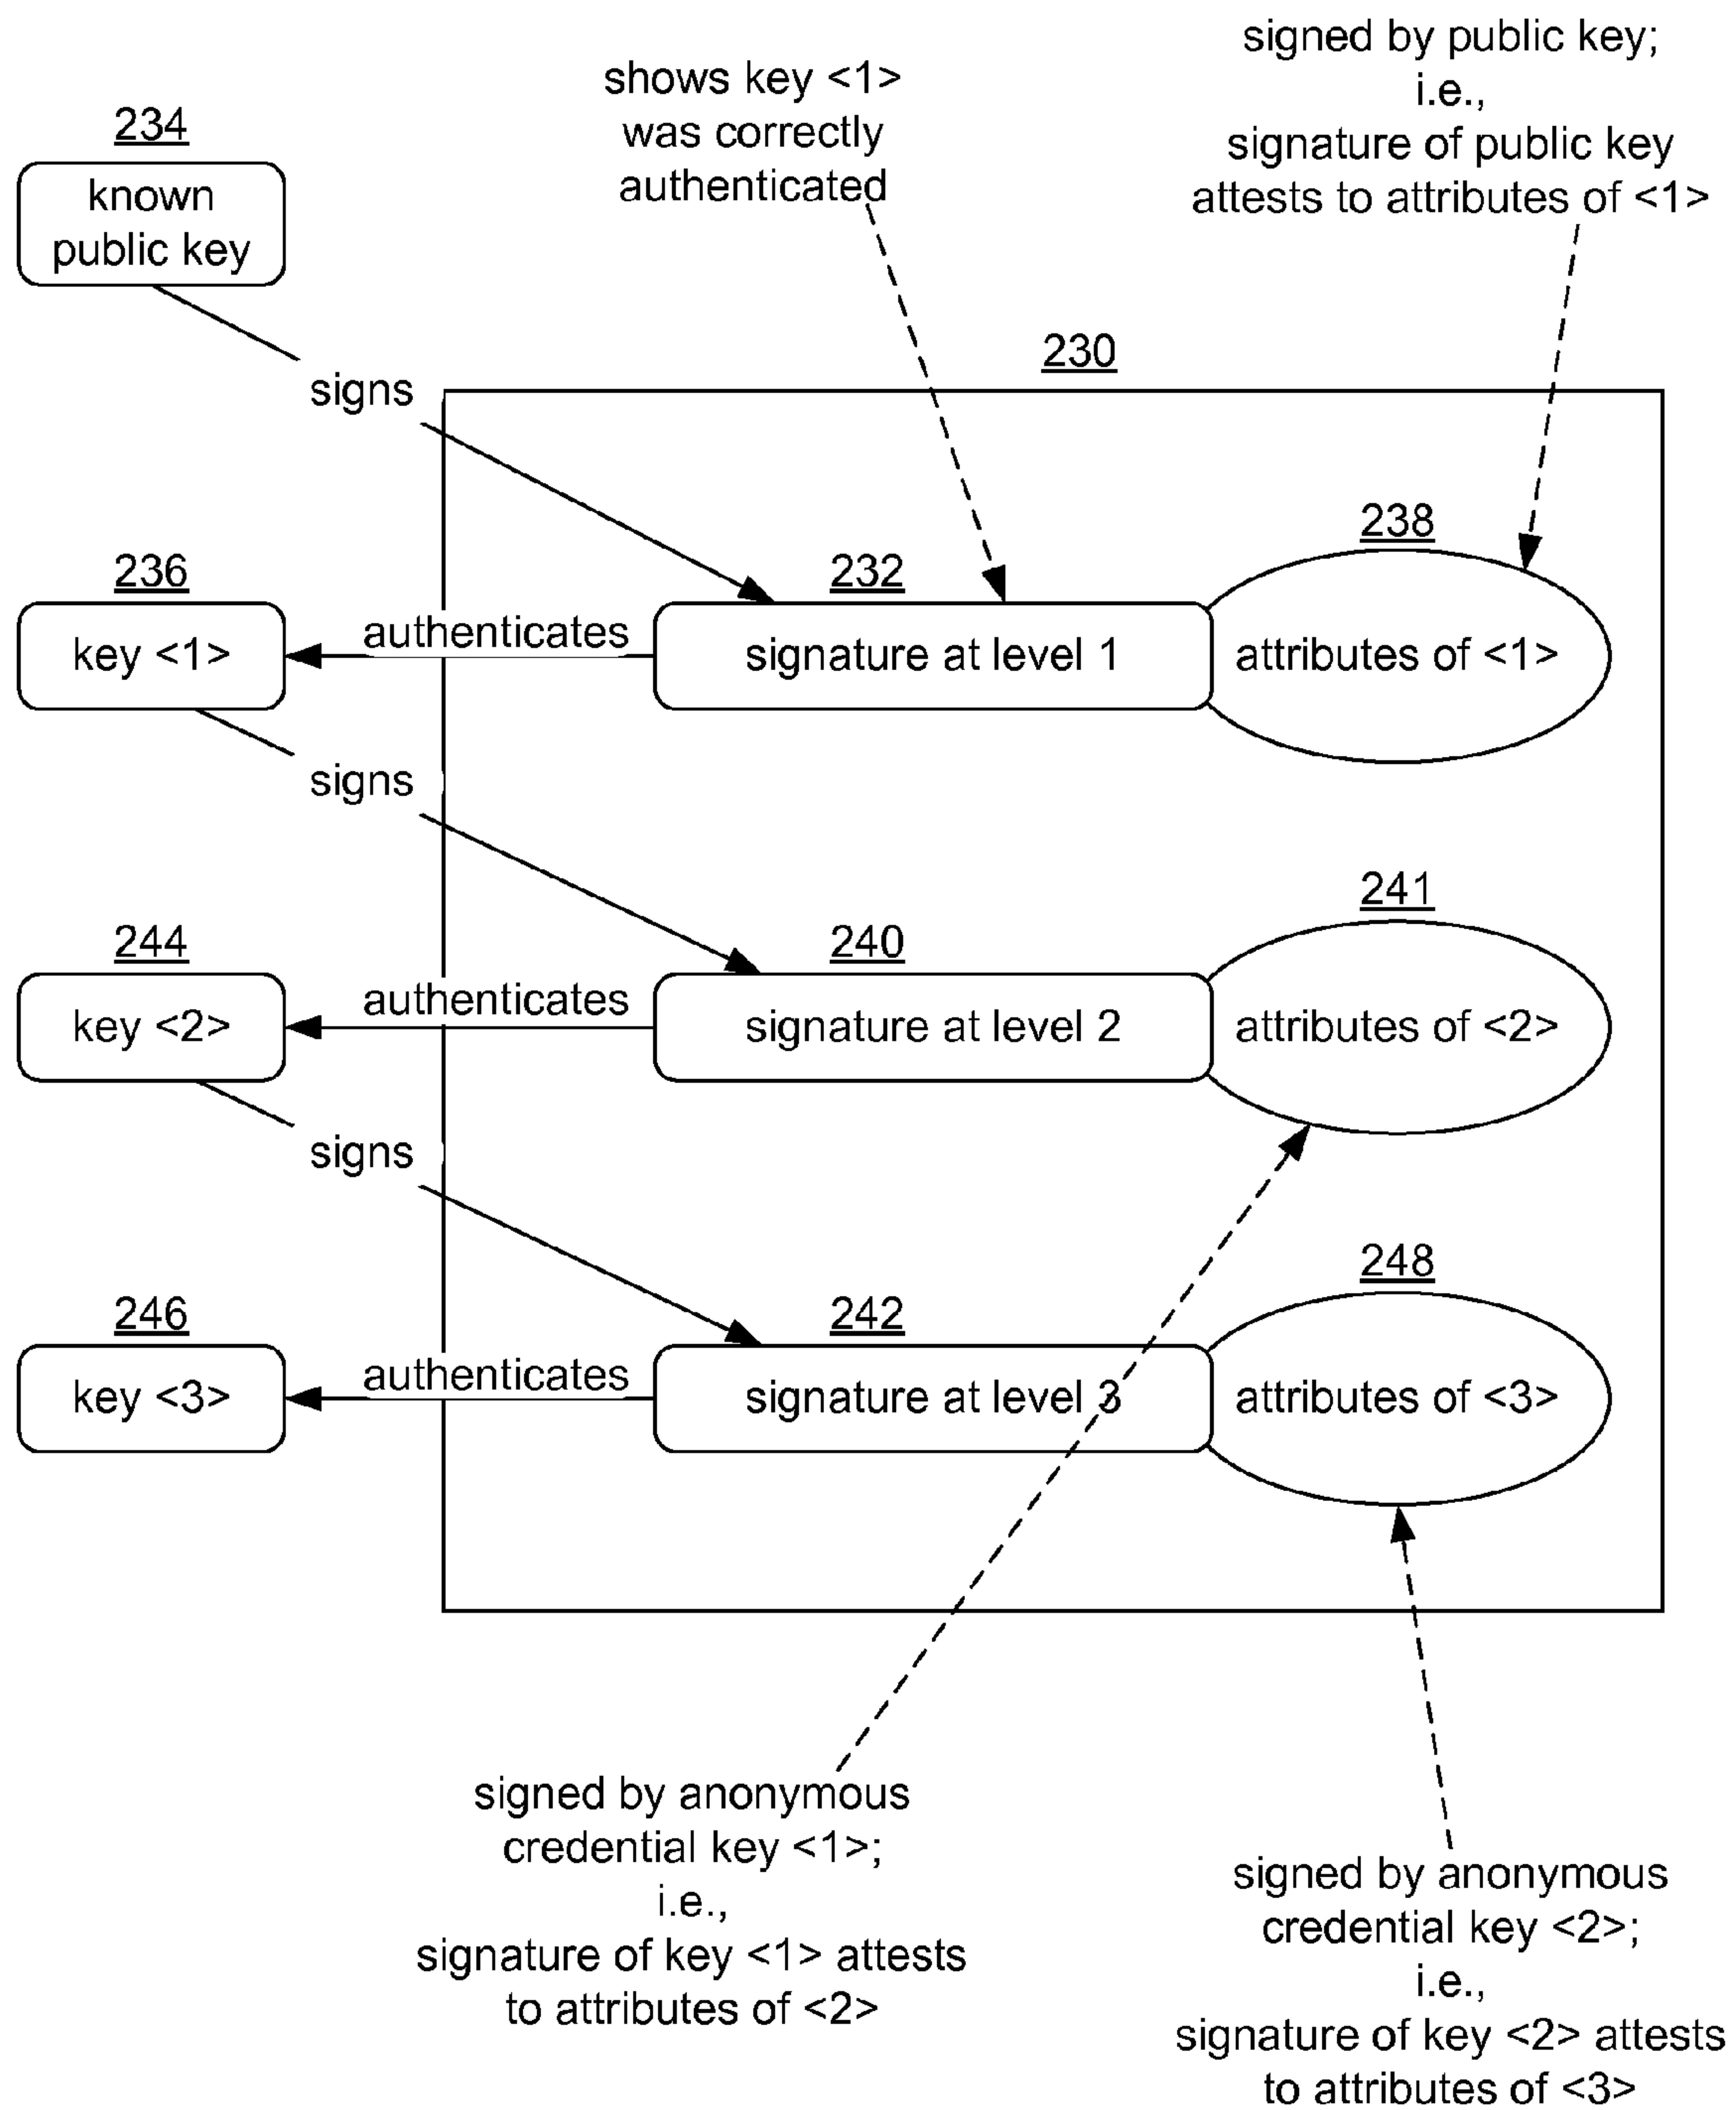 shows key <1>
was correctly
authenticated
signed by public key;
i.e.,
signature of public key
attests to attributes of <1>
234
known
public key
signs
230
236
key <1>
authenticates
232
signature at level 1
238
attributes of <1>
signs
244
key <2>
authenticates
240
signature at level 2
241
attributes of <2>
signs
246
key <3>
authenticates
242
signature at level 3
248
attributes of <3>
signed by anonymous
credential key <1>;
i.e.,
signature of key <1> attests
to attributes of <2>
signed by anonymous
credential key <2>;
i.e.,
signature of key <2> attests
to attributes of <3>